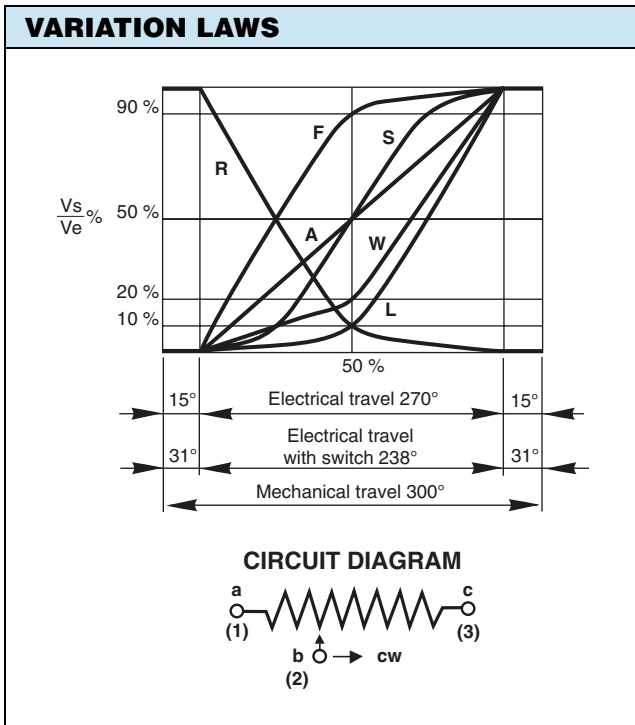 VARIATION LAWS
90 %
F
S
R
Vs
Ve
%
50 %
A
W
20 %
L
10 %
50 %
15°
Electrical travel 270°
15°
31°
Electrical travel
with switch 238°
31°
Mechanical travel 300°
CIRCUIT DIAGRAM
a
c
(1)
(3)
b
cw
(2)